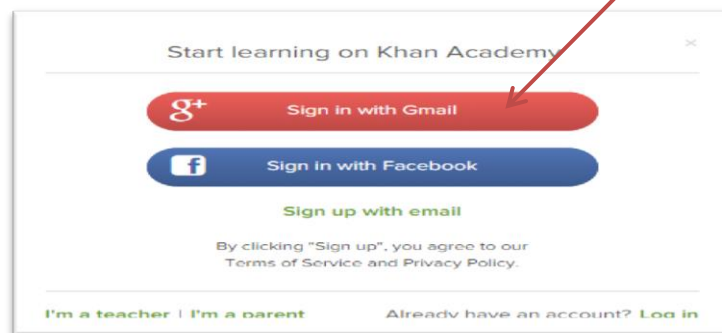 Start learning on Khan Academy
×
g+ Sign in with Gmail
f Sign in with Facebook
Sign up with email
By clicking "Sign up", you agree to our
Terms of Service and Privacy Policy.
I'm a teacher | I'm a parent Already have an account? Log in